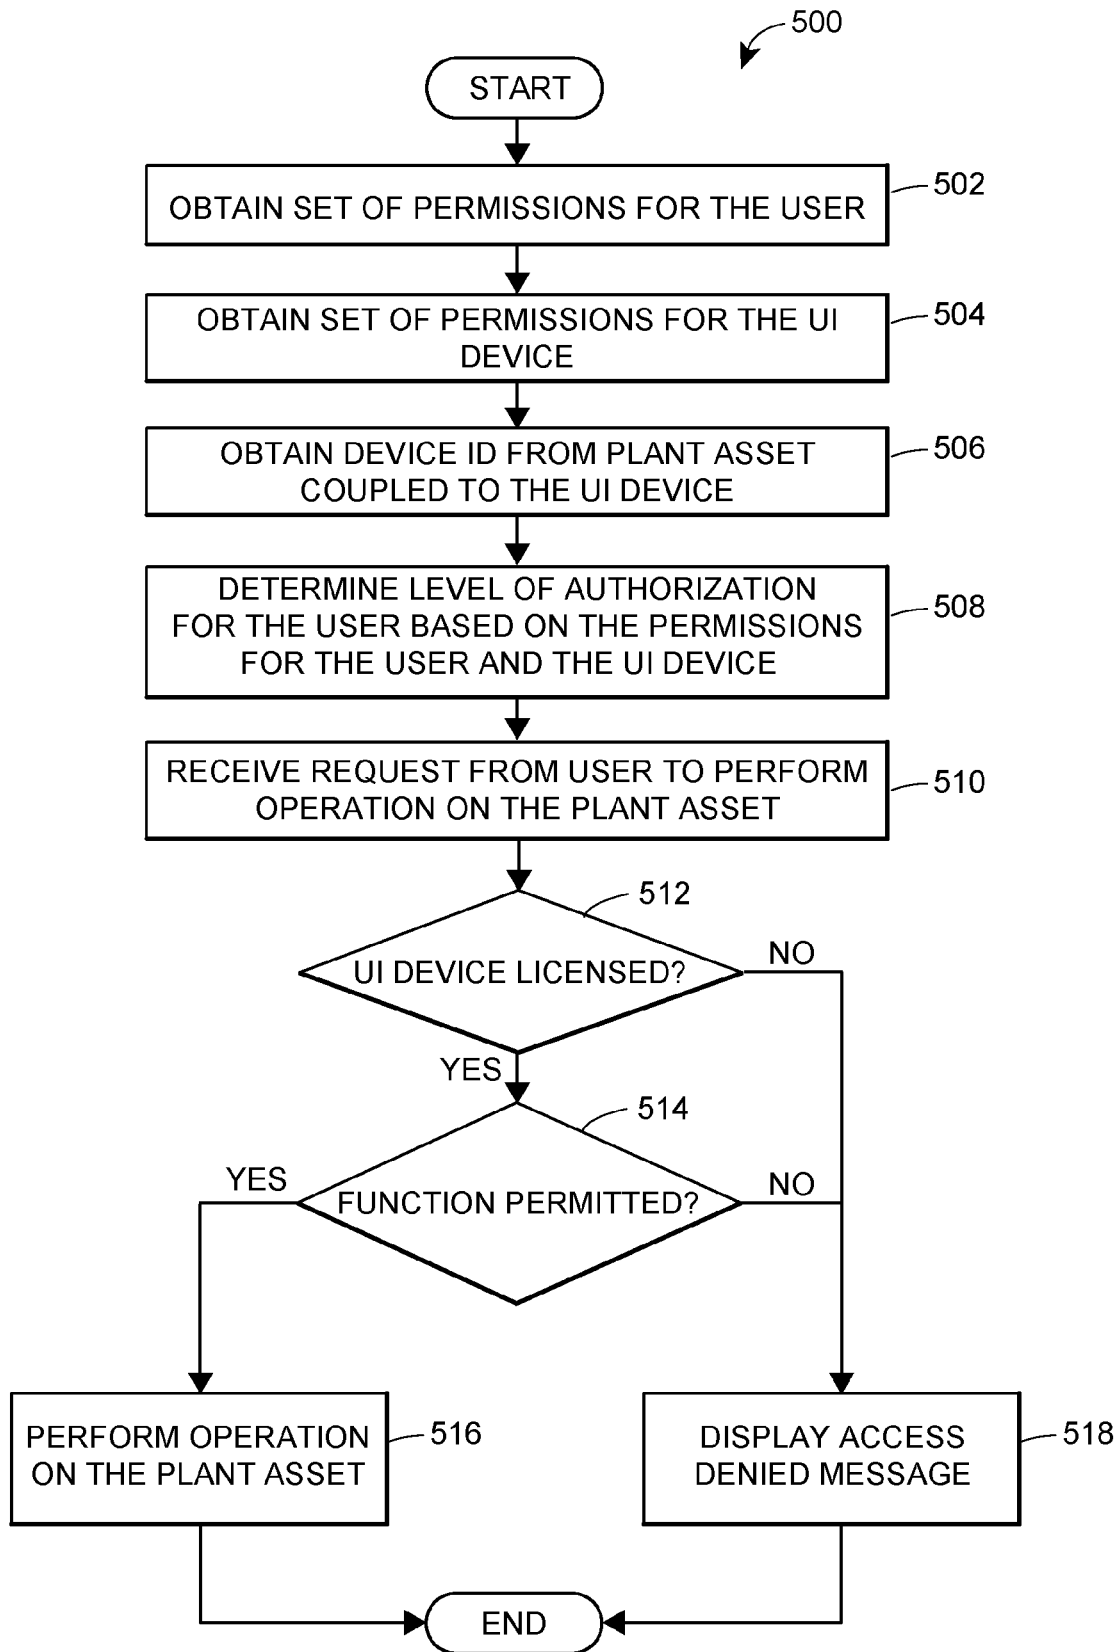 500
START
OBTAIN SET OF PERMISSIONS FOR THE USER
502
OBTAIN SET OF PERMISSIONS FOR THE UI
DEVICE
504
OBTAIN DEVICE ID FROM PLANT ASSET
COUPLED TO THE UI DEVICE
506
DETERMINE LEVEL OF AUTHORIZATION
FOR THE USER BASED ON THE PERMISSIONS
FOR THE USER AND THE UI DEVICE
508
RECEIVE REQUEST FROM USER TO PERFORM
OPERATION ON THE PLANT ASSET
510
512
UI DEVICE LICENSED?
NO
YES
514
YES
FUNCTION PERMITTED?
NO
PERFORM OPERATION
ON THE PLANT ASSET
516
DISPLAY ACCESS
DENIED MESSAGE
518
END